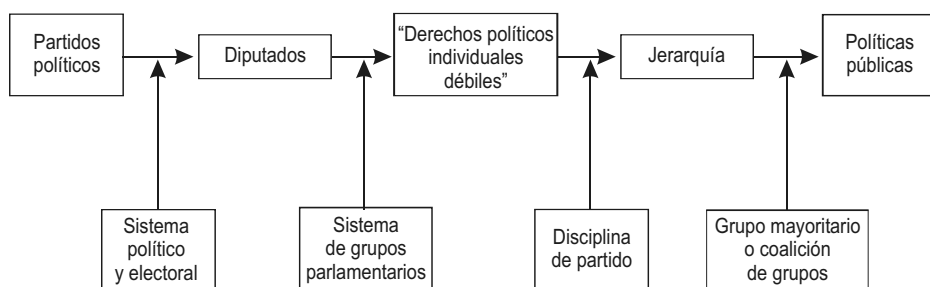 Partidos
políticos
Diputados
“Derechos políticos
individuales
débiles”
Jerarquía
Políticas
públicas
Sistema
político
y electoral
Sistema
de grupos
parlamentarios
Disciplina
de partido
Grupo mayoritario
o coalición
de grupos